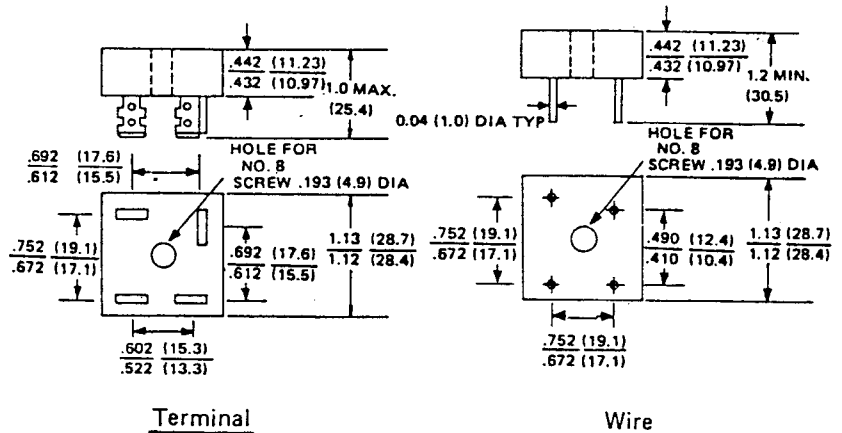 .442 (11.23)
.432 (10.97)
1.0 MAX.
(25.4)
.692 (17.6)
.612 (15.5)
HOLE FOR
NO. 8
SCREW .193 (4.9) DIA
.752 (19.1)
.672 (17.1)
.692 (17.6)
.612 (15.5)
1.13 (28.7)
1.12 (28.4)
.602 (15.3)
.522 (13.3)
Terminal
.442 (11.23)
.432 (10.97)
1.2 MIN.
(30.5)
0.04 (1.0) DIA TYP
HOLE FOR
NO. 8
SCREW .193 (4.9) DIA
.752 (19.1)
.672 (17.1)
.490 (12.4)
.410 (10.4)
1.13 (28.7)
1.12 (28.4)
.752 (19.1)
.672 (17.1)
Wire